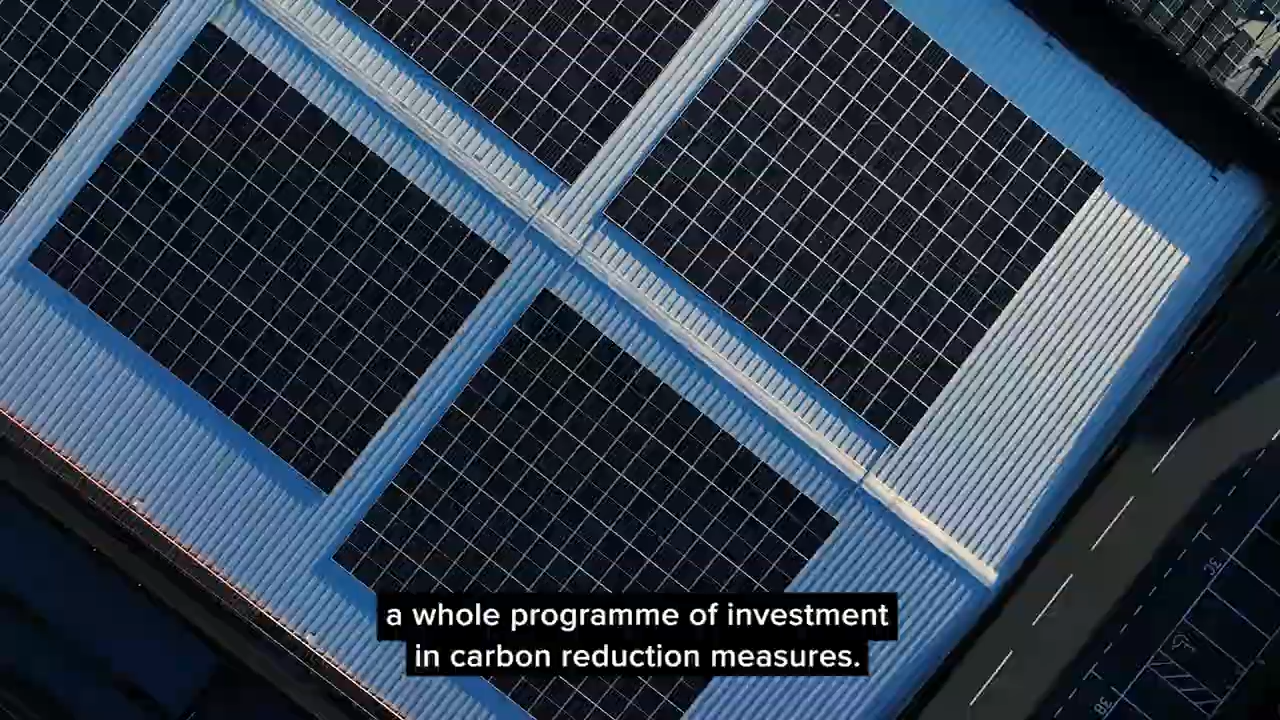 a whole programme of investment
in carbon reduction measures.